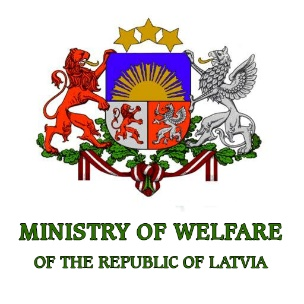 MINISTRY OF WELFARE
OF THE REPUBLIC OF LATVIA